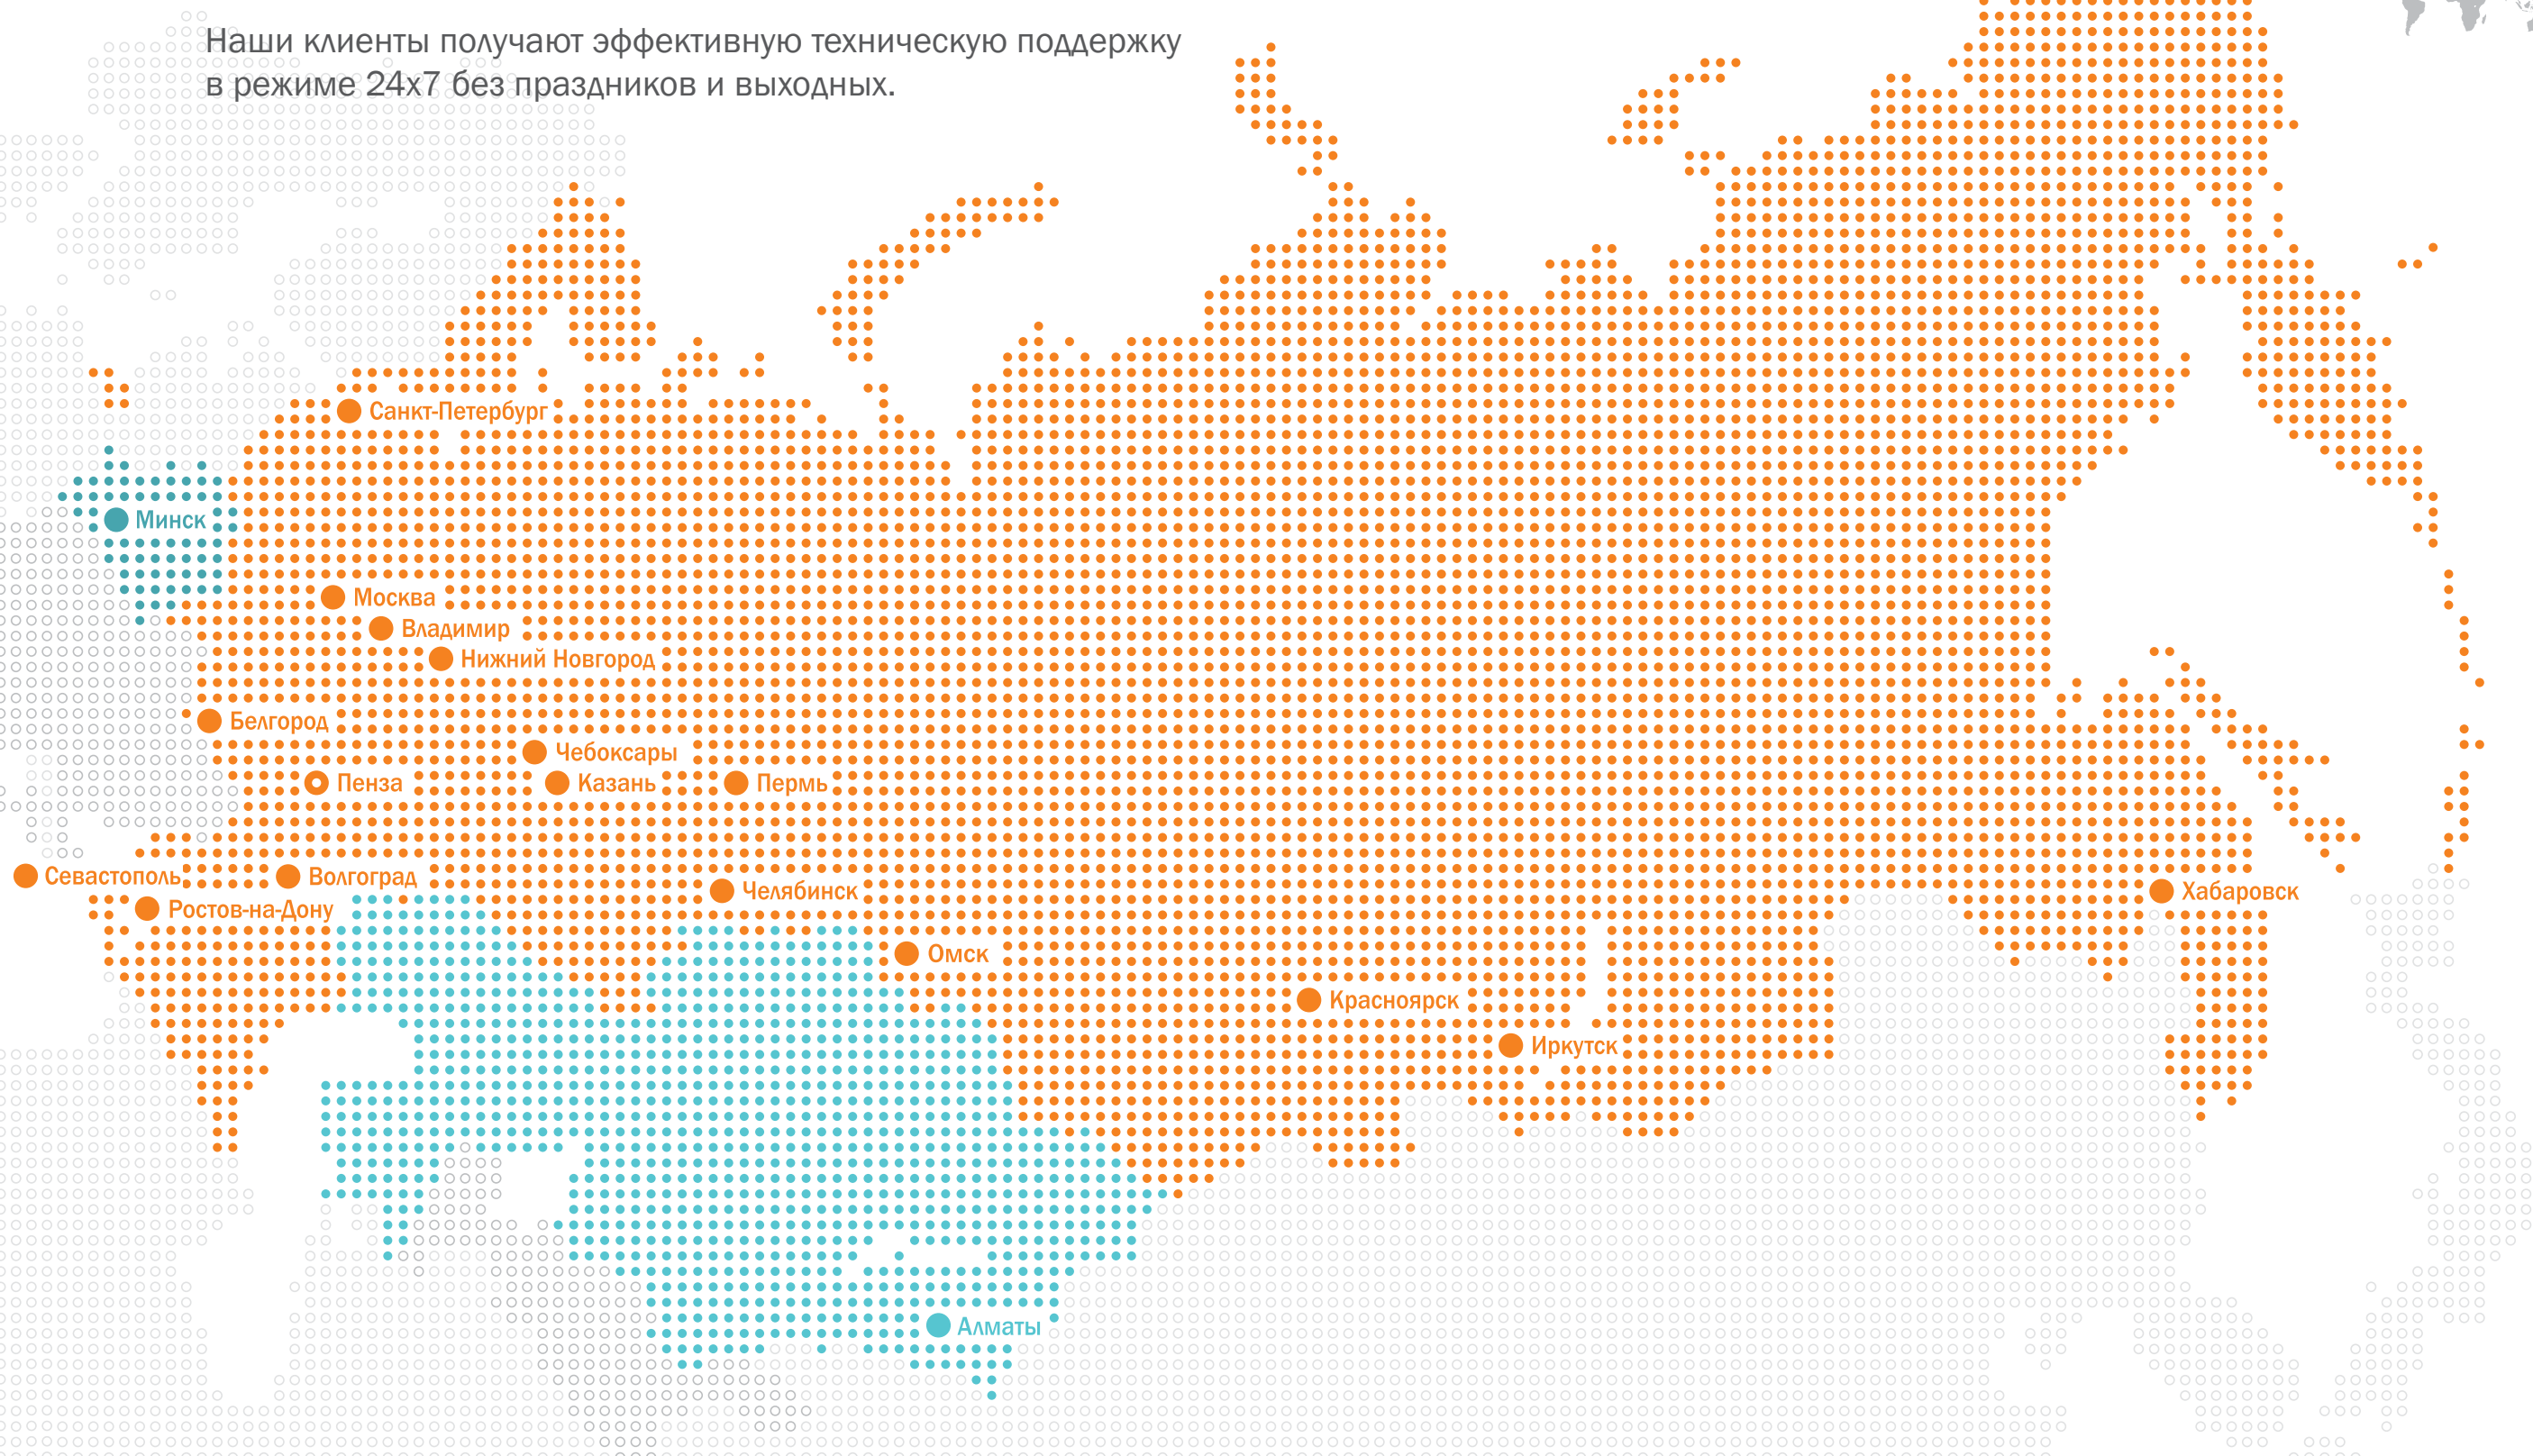 Наши клиенты получают эффективную техническую поддержку
в режиме 24x7 без праздников и выходных.
Санкт-Петербург
Минск
Москва
Владимир
Нижний Новгород
Белгород
Чебоксары
Пенза
Казань
Пермь
Севастополь
Волгоград
Челябинск
Хабаровск
Ростов-на-Дону
Омск
Красноярск
Иркутск
Алматы